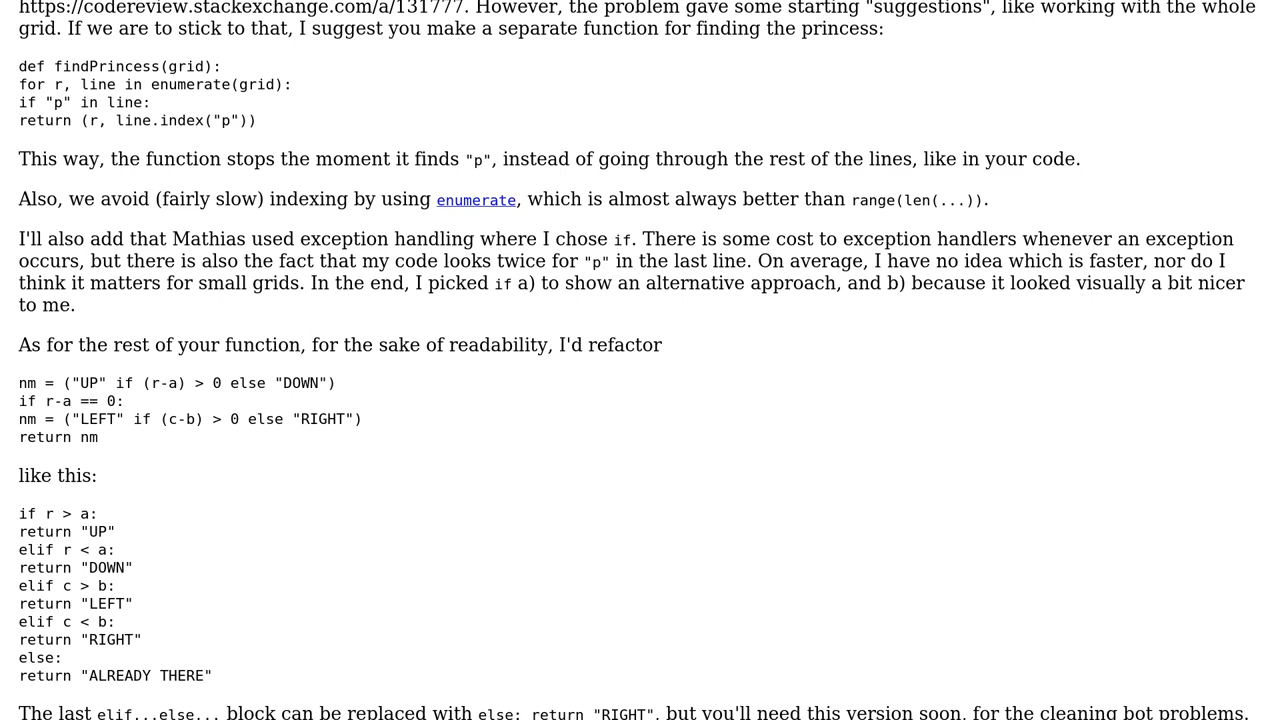 https://codereview.stackexchange.com/a/131777. However, the problem gave some starting "suggestions", like working with the whole
grid. If we are to stick to that, I suggest you make a separate function for finding the princess:
def findPrincess(grid):
for r, line in enumerate(grid):
if "p" in line:
return (r, line.index("p"))
This way, the function stops the moment it finds "p", instead of going through the rest of the lines, like in your code.
Also, we avoid (fairly slow) indexing by using enumerate, which is almost always better than range(len(...)).
I'll also add that Mathias used exception handling where I chose if. There is some cost to exception handlers whenever an exception
occurs, but there is also the fact that my code looks twice for "p" in the last line. On average, I have no idea which is faster, nor do I
think it matters for small grids. In the end, I picked if a) to show an alternative approach, and b) because it looked visually a bit nicer
to me.
As for the rest of your function, for the sake of readability, I'd refactor
nm = ("UP" if (r-a) > 0 else "DOWN")
if r-a == 0:
nm = ("LEFT" if (c-b) > 0 else "RIGHT")
return nm
like this:
if r > a:
return "UP"
elif r < a:
return "DOWN"
elif c > b:
return "LEFT"
elif c < b:
return "RIGHT"
else:
return "ALREADY THERE"
The last elif...else... block can be replaced with else: return "RIGHT", but you'll need this version soon, for the cleaning bot problems.